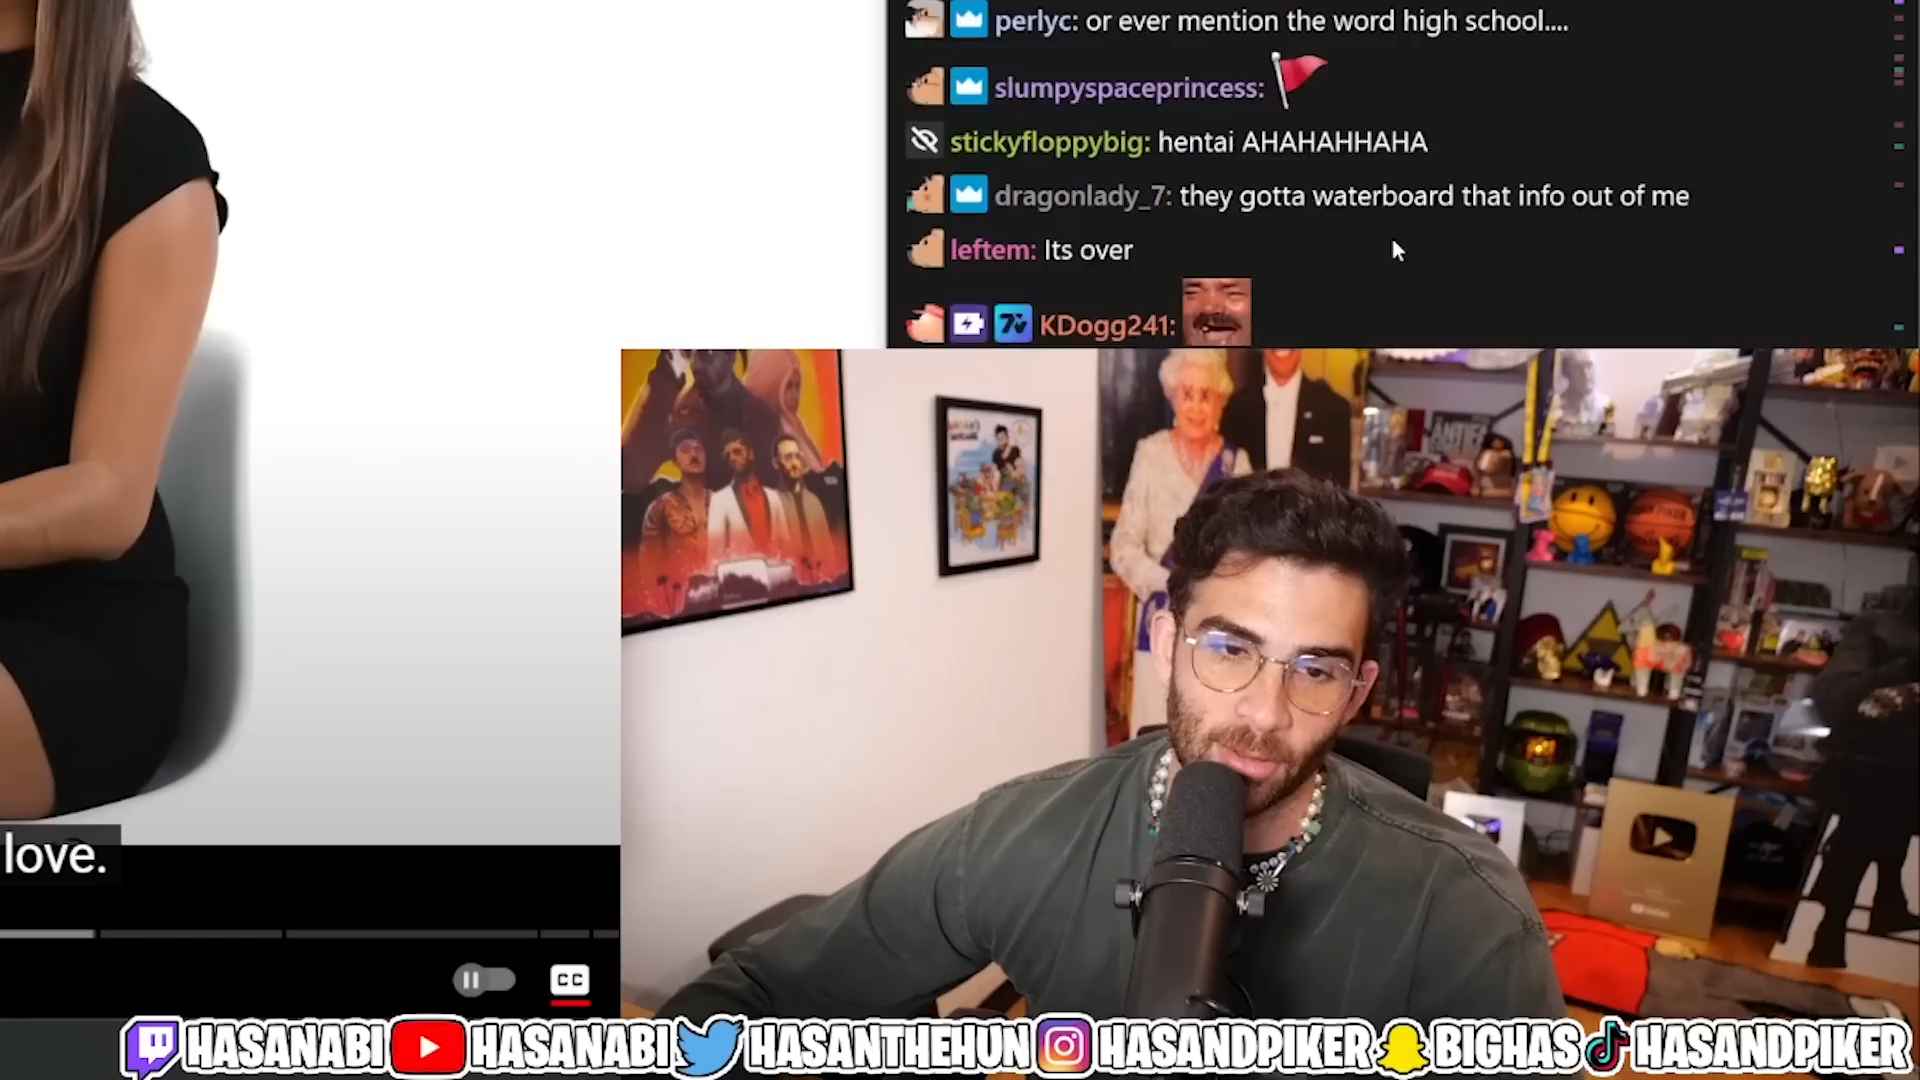 perlyc: or ever mention the word high school....
slumpyspaceprincess:
stickyfloppybig: hentai AHAHAHHAHA
dragonlady_7: they gotta waterboard that info out of me
leftem: Its over
KDogg241:
love.
CC
HASANABI HASANABI HASANTHEHUN HASANDPIKER BIGHAS HASANDPIKER